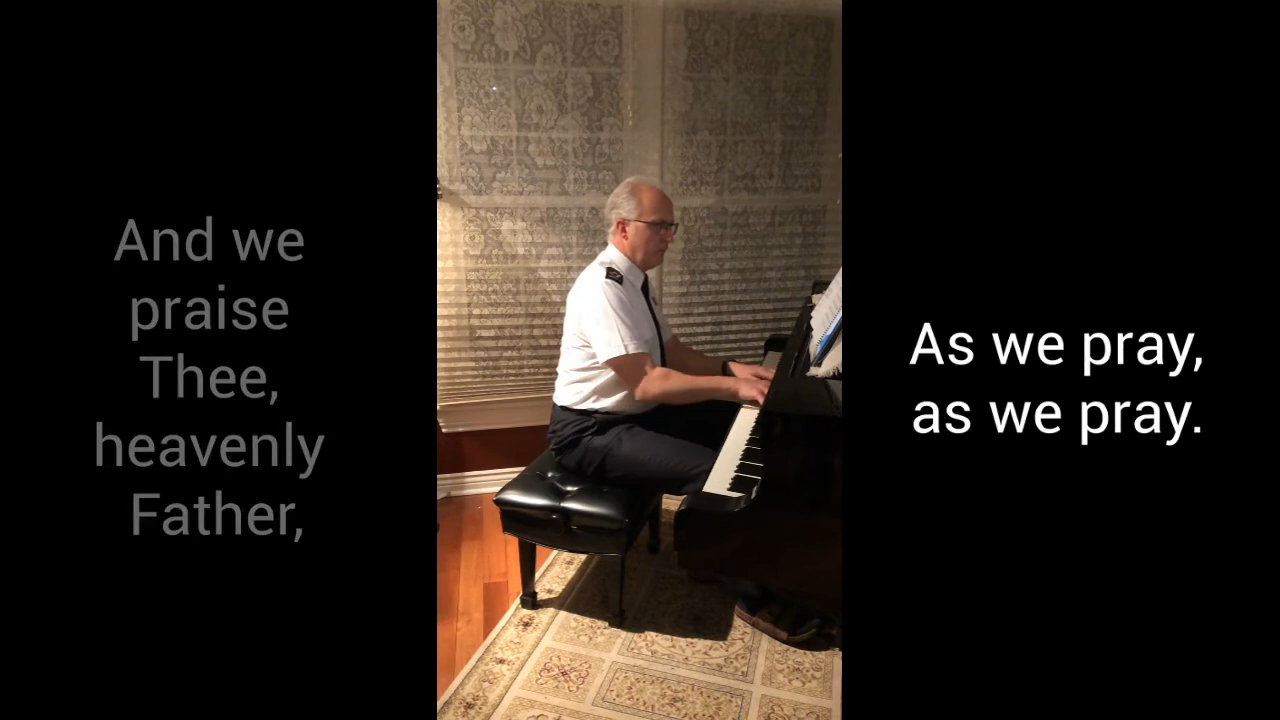 And we
praise
Thee,
heavenly
Father,
As we pray,
as we pray.